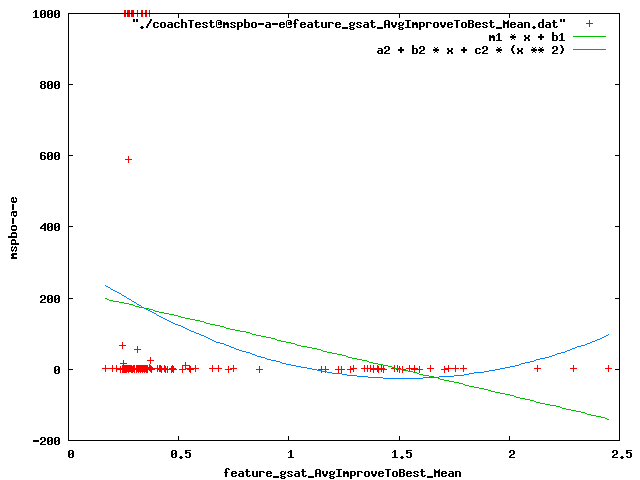 1000
800
600
400
200
0
-200
mspbo-a-e
"./coachTest@mspbo-a-e@feature_gsat_AvgImproveToBest_Mean.dat"
m1 * x + b1
a2 + b2 * x + c2 * (x ** 2)
0 0.5 1 1.5 2 2.5
feature_gsat_AvgImproveToBest_Mean